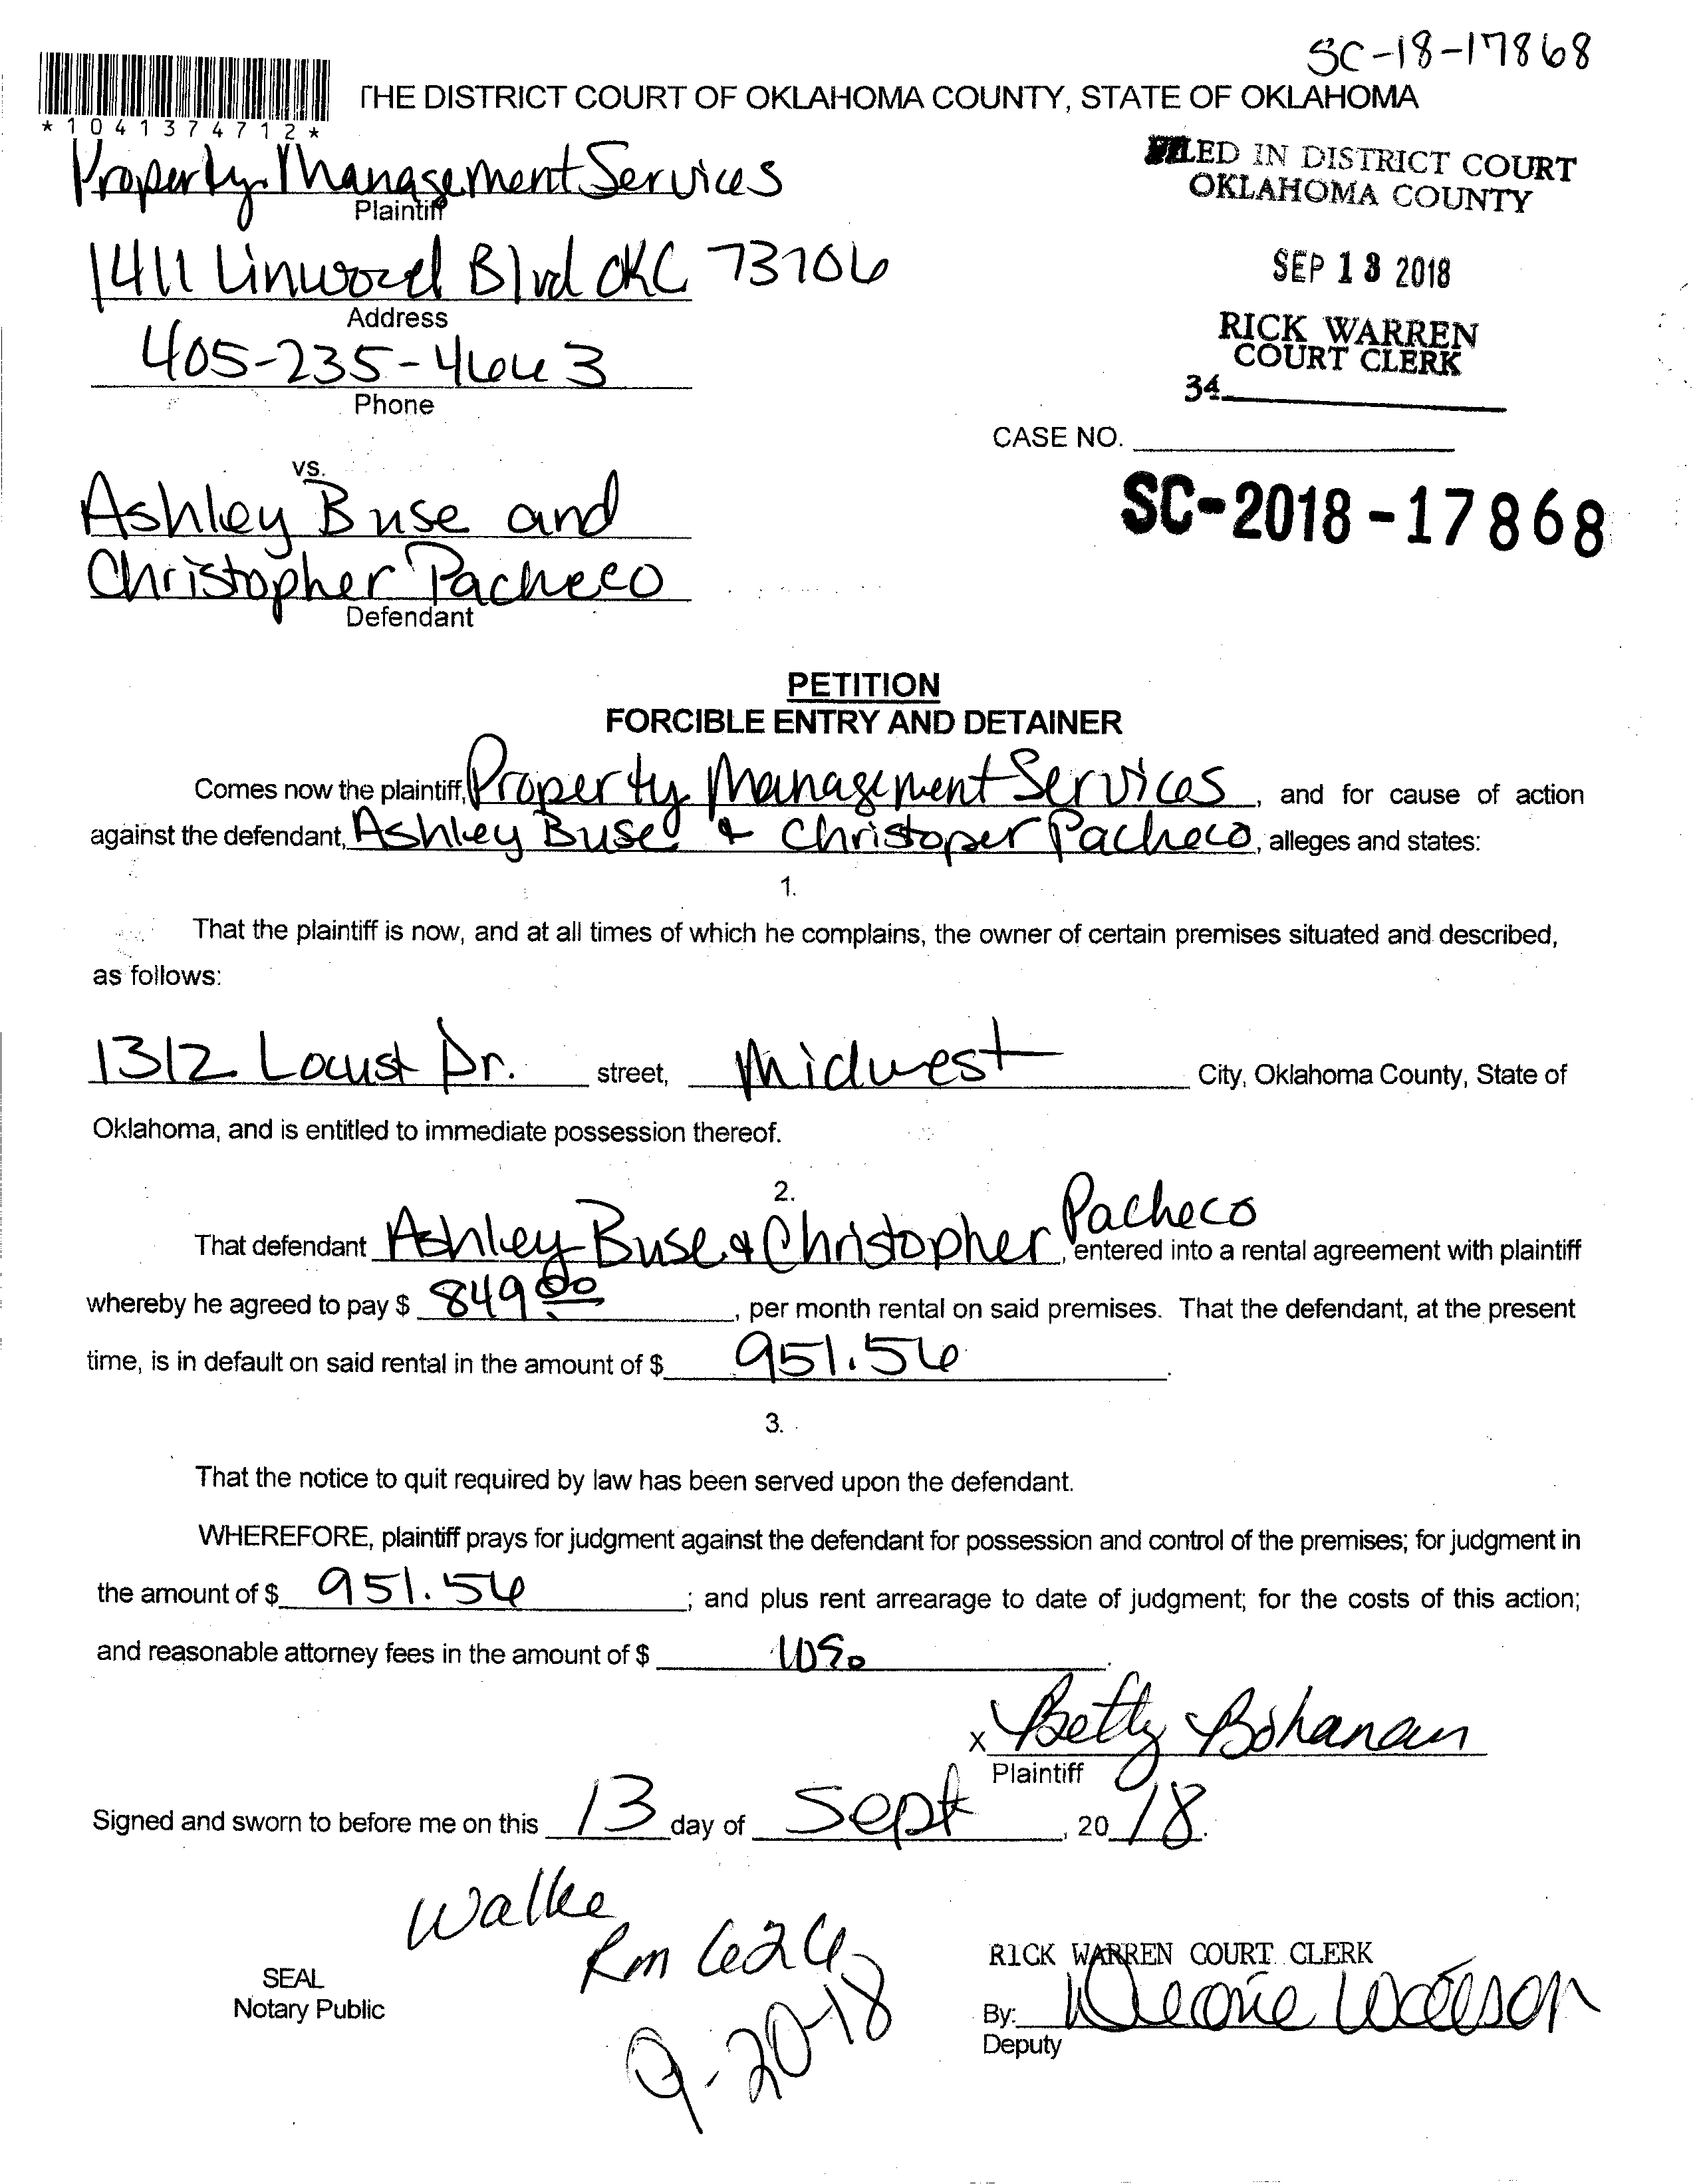 SC-18-17868
THE DISTRICT COURT OF OKLAHOMA COUNTY, STATE OF OKLAHOMA
*1041374712*
Property Management Services
Plaintiff
FILED IN DISTRICT COURT
OKLAHOMA COUNTY
1411 Linwood Blvd OKC 73106
Address
SEP 13 2018
405-235-4643
Phone
RICK WARREN
COURT CLERK
34
CASE NO.
vs.
SC-2018-17868
Ashley Buse and
Christopher Pacheco
Defendant
PETITION
FORCIBLE ENTRY AND DETAINER
Comes now the plaintiff, Property Management Services, and for cause of action
against the defendant, Ashley Buse & Christoper Pacheco, alleges and states:
1.
That the plaintiff is now, and at all times of which he complains, the owner of certain premises situated and described,
as follows:
1312 Locust Dr. street, Midwest City, Oklahoma County, State of
Oklahoma, and is entitled to immediate possession thereof.
2.
That defendant Ashley Buse & Christopher Pacheco, entered into a rental agreement with plaintiff
whereby he agreed to pay $ 849.00, per month rental on said premises. That the defendant, at the present
time, is in default on said rental in the amount of $ 951.56.
3.
That the notice to quit required by law has been served upon the defendant.
WHEREFORE, plaintiff prays for judgment against the defendant for possession and control of the premises; for judgment in
the amount of $ 951.56; and plus rent arrearage to date of judgment; for the costs of this action;
and reasonable attorney fees in the amount of $ 10%.
x Betty Bohanan
Plaintiff
Signed and sworn to before me on this 13 day of Sept, 20 18.
Rm 626
9-20-18
SEAL
Notary Public
RICK WARREN COURT CLERK
By:
Deputy